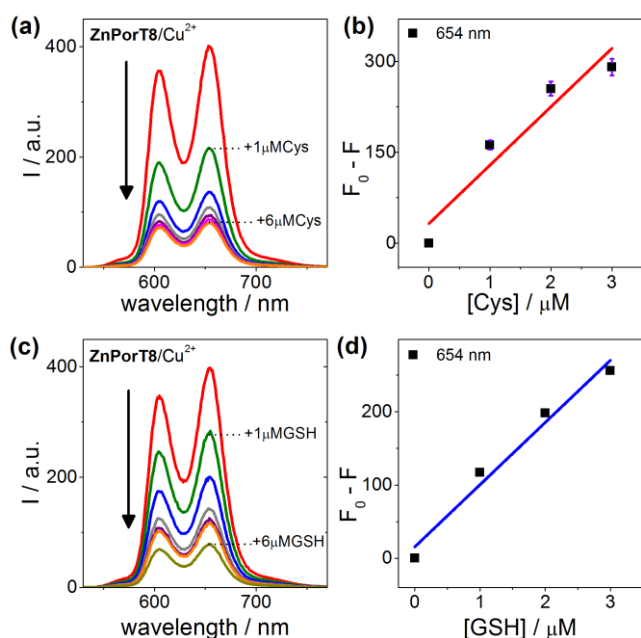 (a)
ZnPorT8/Cu²⁺
400
200
0
I / a.u.
+1μMCys
+6μMCys
600
700
wavelength / nm
(b)
654 nm
300
150
0
F₀ - F
0
1
2
3
[Cys] / μM
(c)
ZnPorT8/Cu²⁺
400
300
200
100
0
I / a.u.
+1μMGSH
+6μMGSH
600
700
wavelength / nm
(d)
654 nm
200
100
0
F₀ - F
0
1
2
3
[GSH] / μM